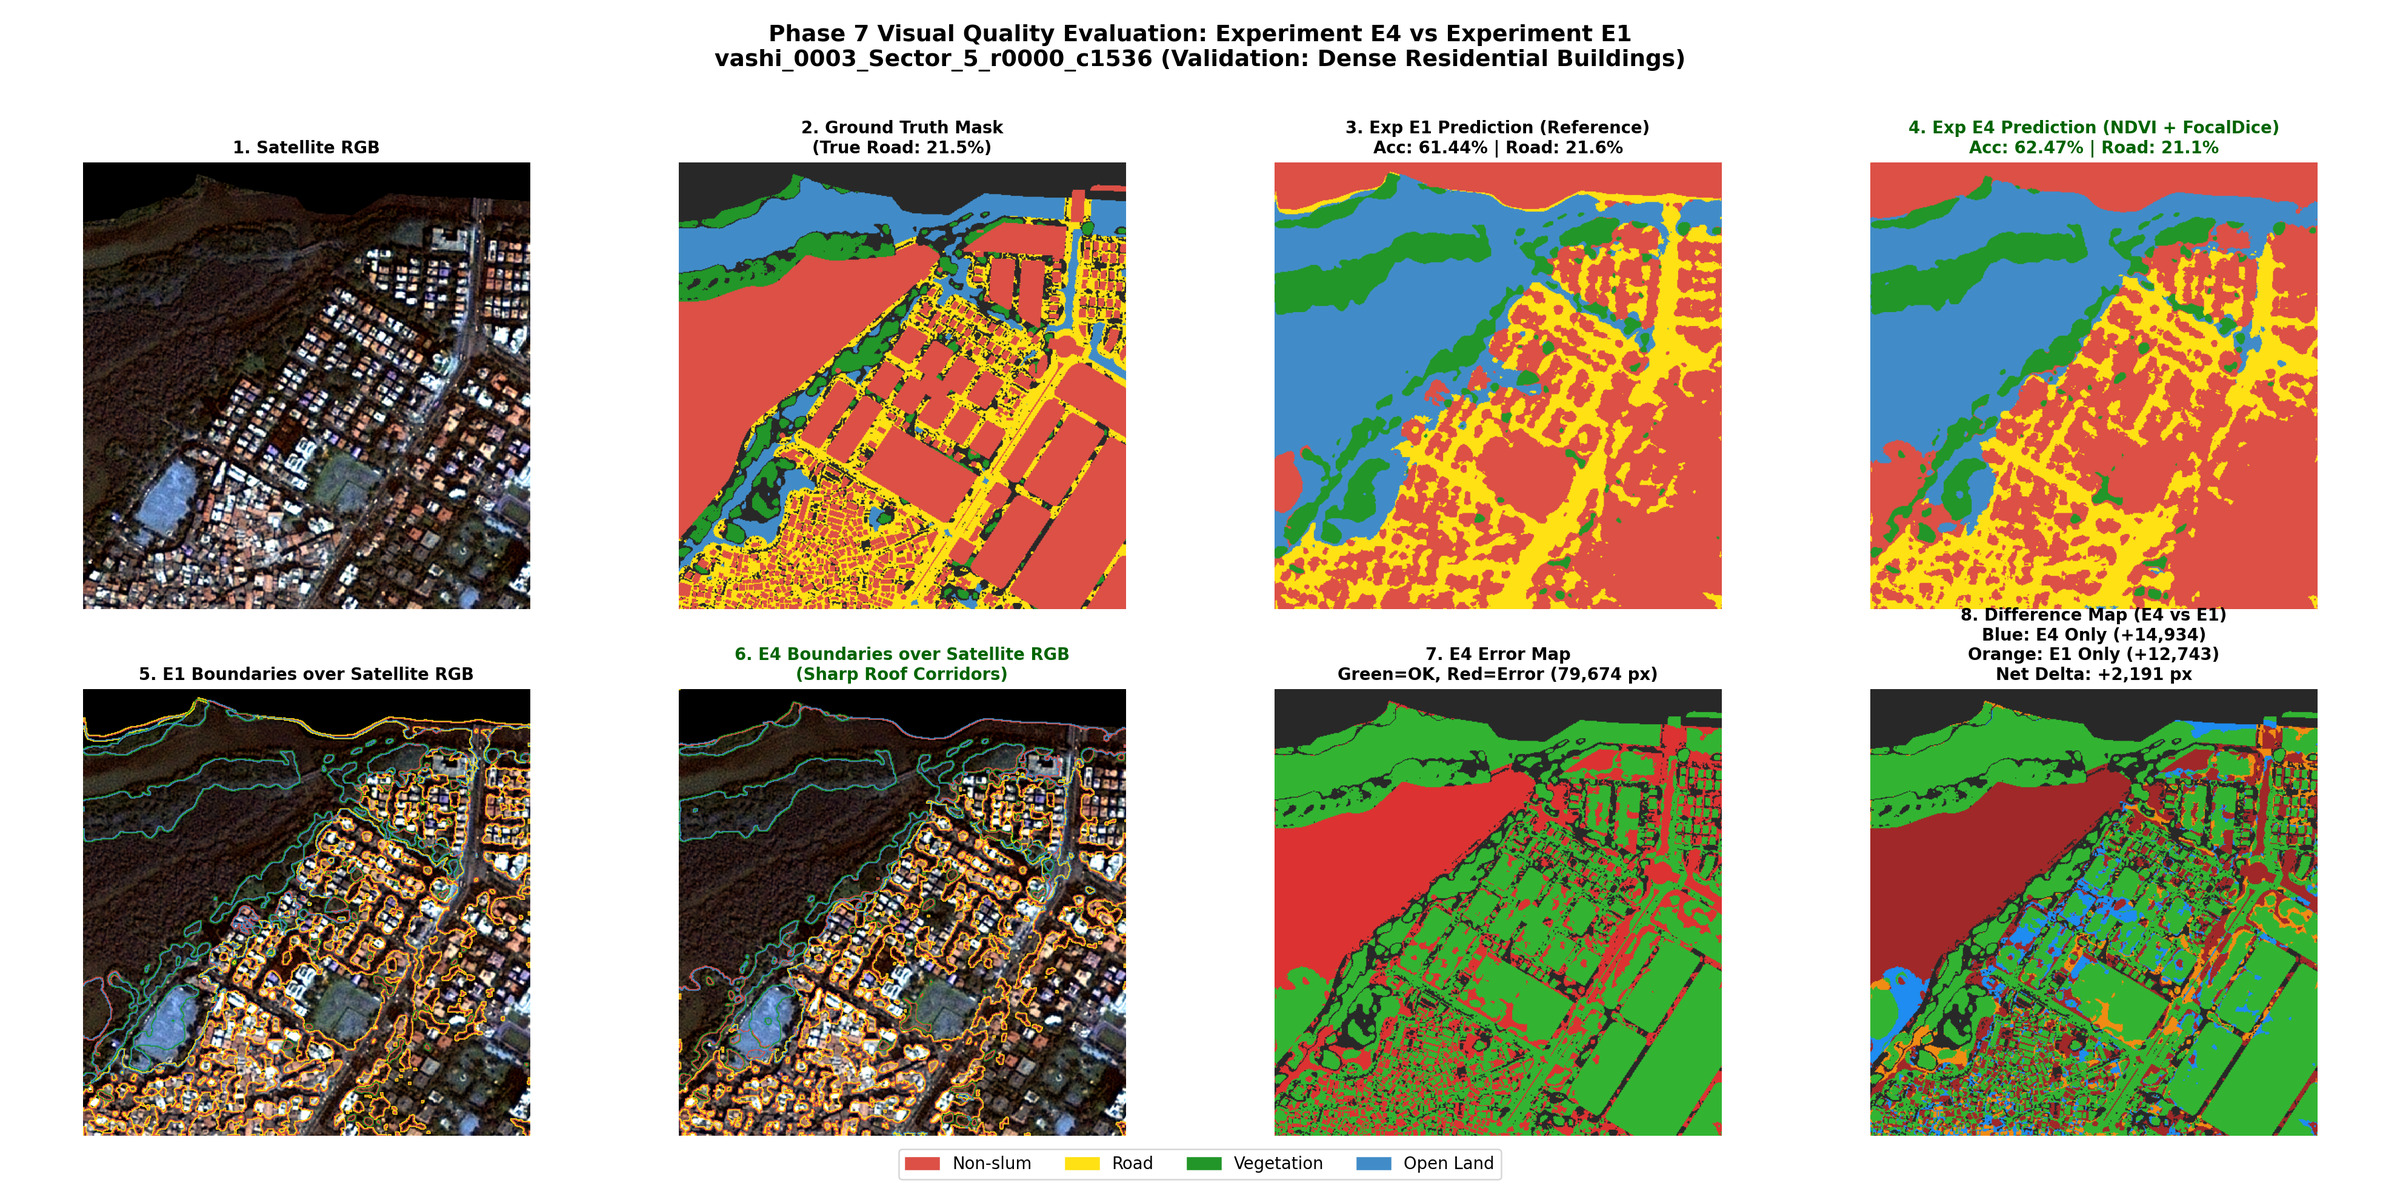 Phase 7 Visual Quality Evaluation: Experiment E4 vs Experiment E1
vashi_0003_Sector_5_r0000_c1536 (Validation: Dense Residential Buildings)
1. Satellite RGB
2. Ground Truth Mask
(True Road: 21.5%)
3. Exp E1 Prediction (Reference)
Acc: 61.44% | Road: 21.6%
4. Exp E4 Prediction (NDVI + FocalDice)
Acc: 62.47% | Road: 21.1%
5. E1 Boundaries over Satellite RGB
6. E4 Boundaries over Satellite RGB
(Sharp Roof Corridors)
7. E4 Error Map
Green=OK, Red=Error (79,674 px)
8. Difference Map (E4 vs E1)
Blue: E4 Only (+14,934)
Orange: E1 Only (+12,743)
Net Delta: +2,191 px
Non-slum
Road
Vegetation
Open Land